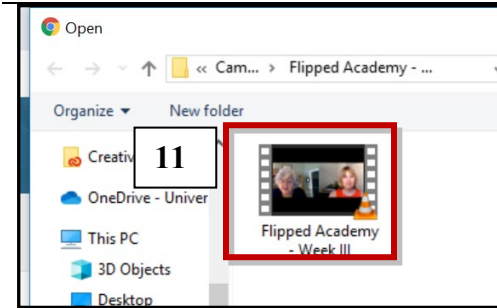 Open
« Cam... > Flipped Academy - ...
Organize New folder
11
Creativ
OneDrive - Univer
This PC
3D Objects
Desktop
Flipped Academy
- Week III